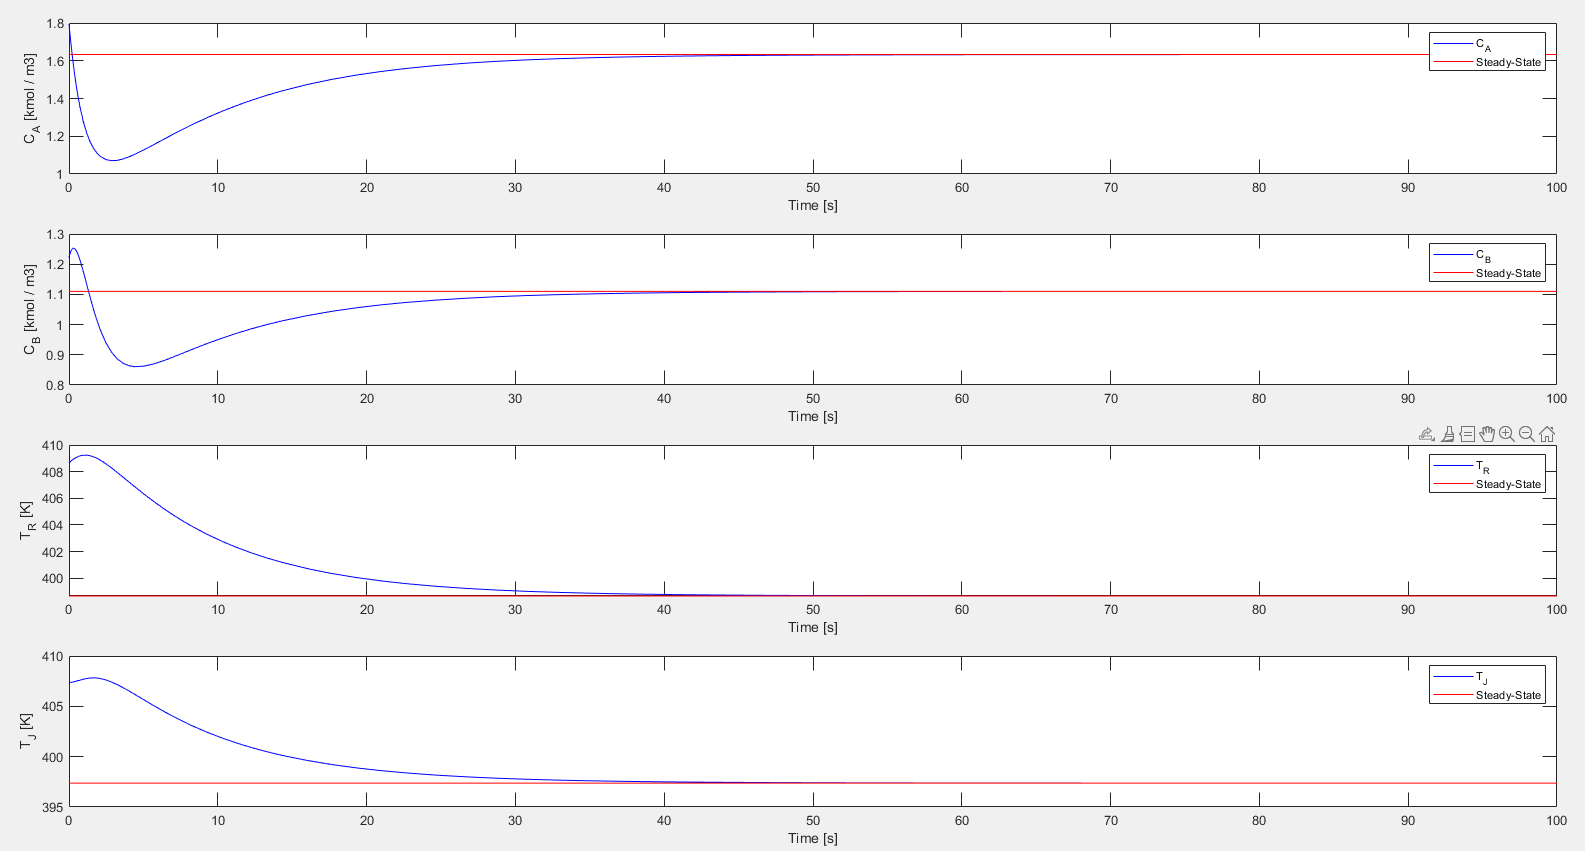 1.8
1.6
1.4
1.2
1
C_A [kmol / m3]
C_A
Steady-State
0 10 20 30 40 50 60 70 80 90 100
Time [s]
1.3
1.2
1.1
1
0.9
0.8
C_B [kmol / m3]
C_B
Steady-State
0 10 20 30 40 50 60 70 80 90 100
Time [s]
410
408
406
404
402
400
T_R [K]
T_R
Steady-State
0 10 20 30 40 50 60 70 80 90 100
Time [s]
410
405
400
395
T_J [K]
T_J
Steady-State
0 10 20 30 40 50 60 70 80 90 100
Time [s]